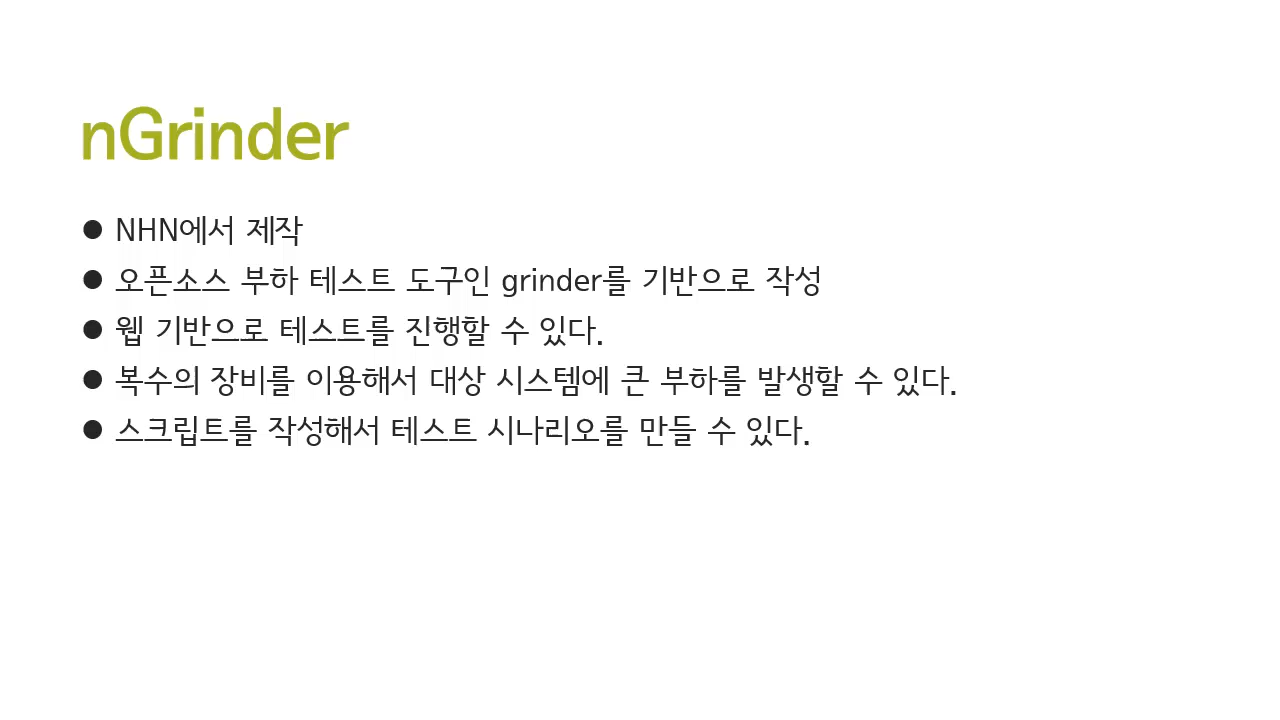 nGrinder
● NHN에서 제작
● 오픈소스 부하 테스트 도구인 grinder를 기반으로 작성
● 웹 기반으로 테스트를 진행할 수 있다.
● 복수의 장비를 이용해서 대상 시스템에 큰 부하를 발생할 수 있다.
● 스크립트를 작성해서 테스트 시나리오를 만들 수 있다.